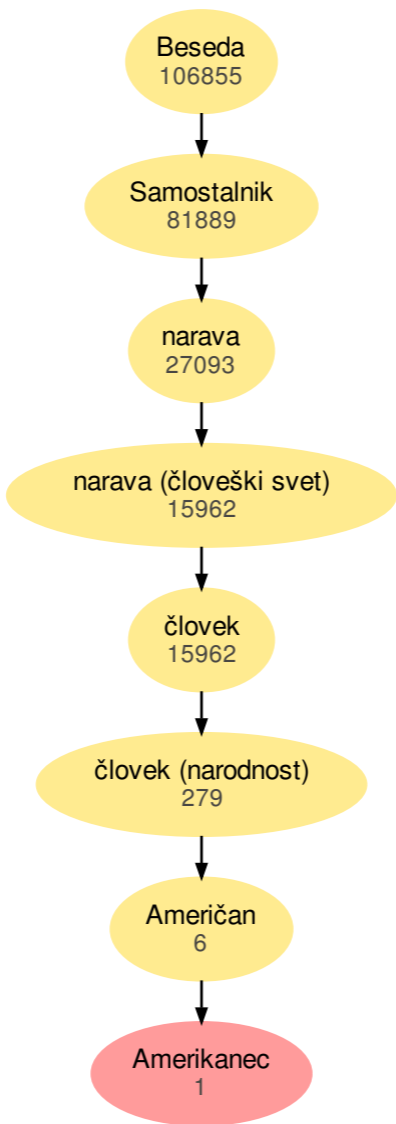 Beseda
106855
Samostalnik
81889
narava
27093
narava (človeški svet)
15962
človek
15962
človek (narodnost)
279
Američan
6
Amerikanec
1